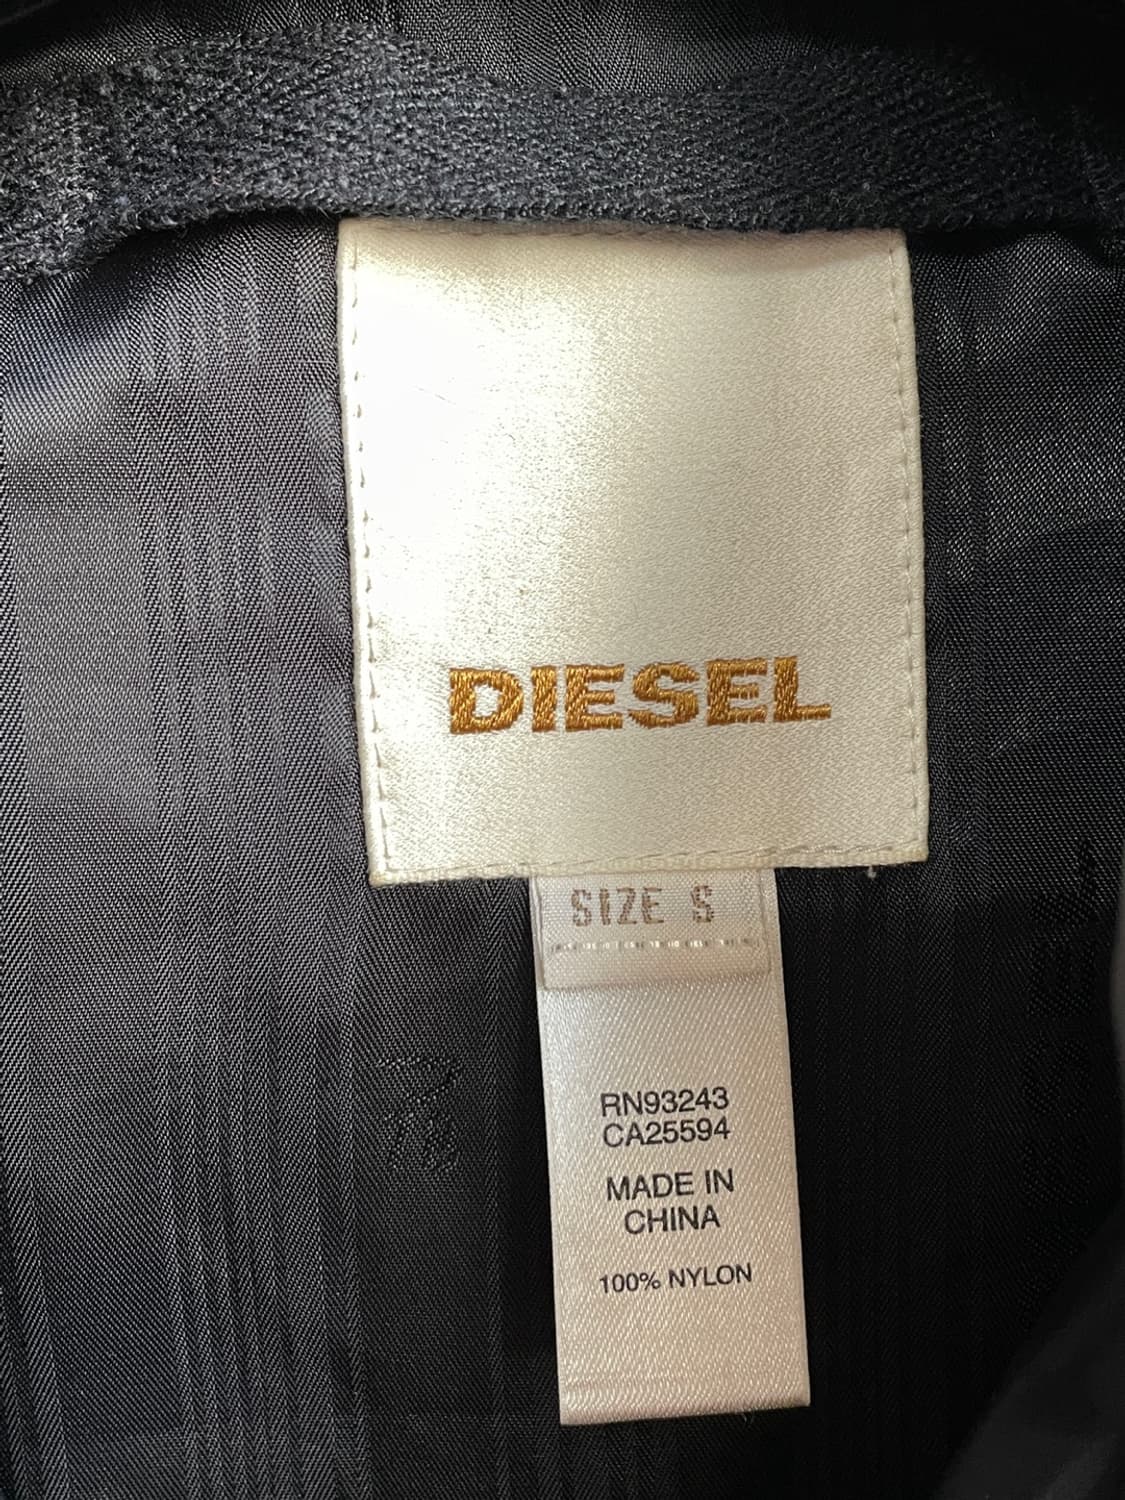 DIESEL
SIZE S
RN93243
CA25594
MADE IN
CHINA
100% NYLON